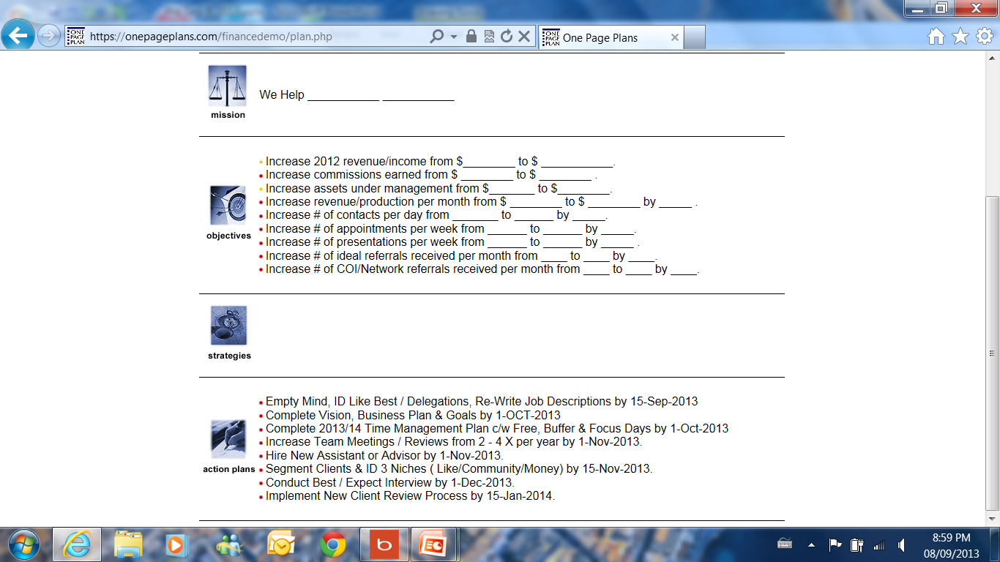 https://onepageplans.com/financedemo/plan.php
ONE PAGE PLAN
One Page Plans
We Help ___________ ___________
mission
Increase 2012 revenue/income from $________ to $ ___________.
Increase commissions earned from $ ________ to $ ________ .
Increase assets under management from $_______ to $________.
Increase revenue/production per month from $ ________ to $ ________ by _____ .
Increase # of contacts per day from _______ to ______ by _____.
Increase # of appointments per week from ______ to ______ by _____.
objectives
Increase # of presentations per week from ______ to ______ by _____ .
Increase # of ideal referrals received per month from ____ to ____ by ____.
Increase # of COI/Network referrals received per month from ____ to ____ by ____.
strategies
Empty Mind, ID Like Best / Delegations, Re-Write Job Descriptions by 15-Sep-2013
Complete Vision, Business Plan & Goals by 1-OCT-2013
Complete 2013/14 Time Management Plan c/w Free, Buffer & Focus Days by 1-Oct-2013
Increase Team Meetings / Reviews from 2 - 4 X per year by 1-Nov-2013.
Hire New Assistant or Advisor by 1-Nov-2013.
action plans
Segment Clients & ID 3 Niches ( Like/Community/Money) by 15-Nov-2013.
Conduct Best / Expect Interview by 1-Dec-2013.
Implement New Client Review Process by 15-Jan-2014.
b
8:59 PM
08/09/2013